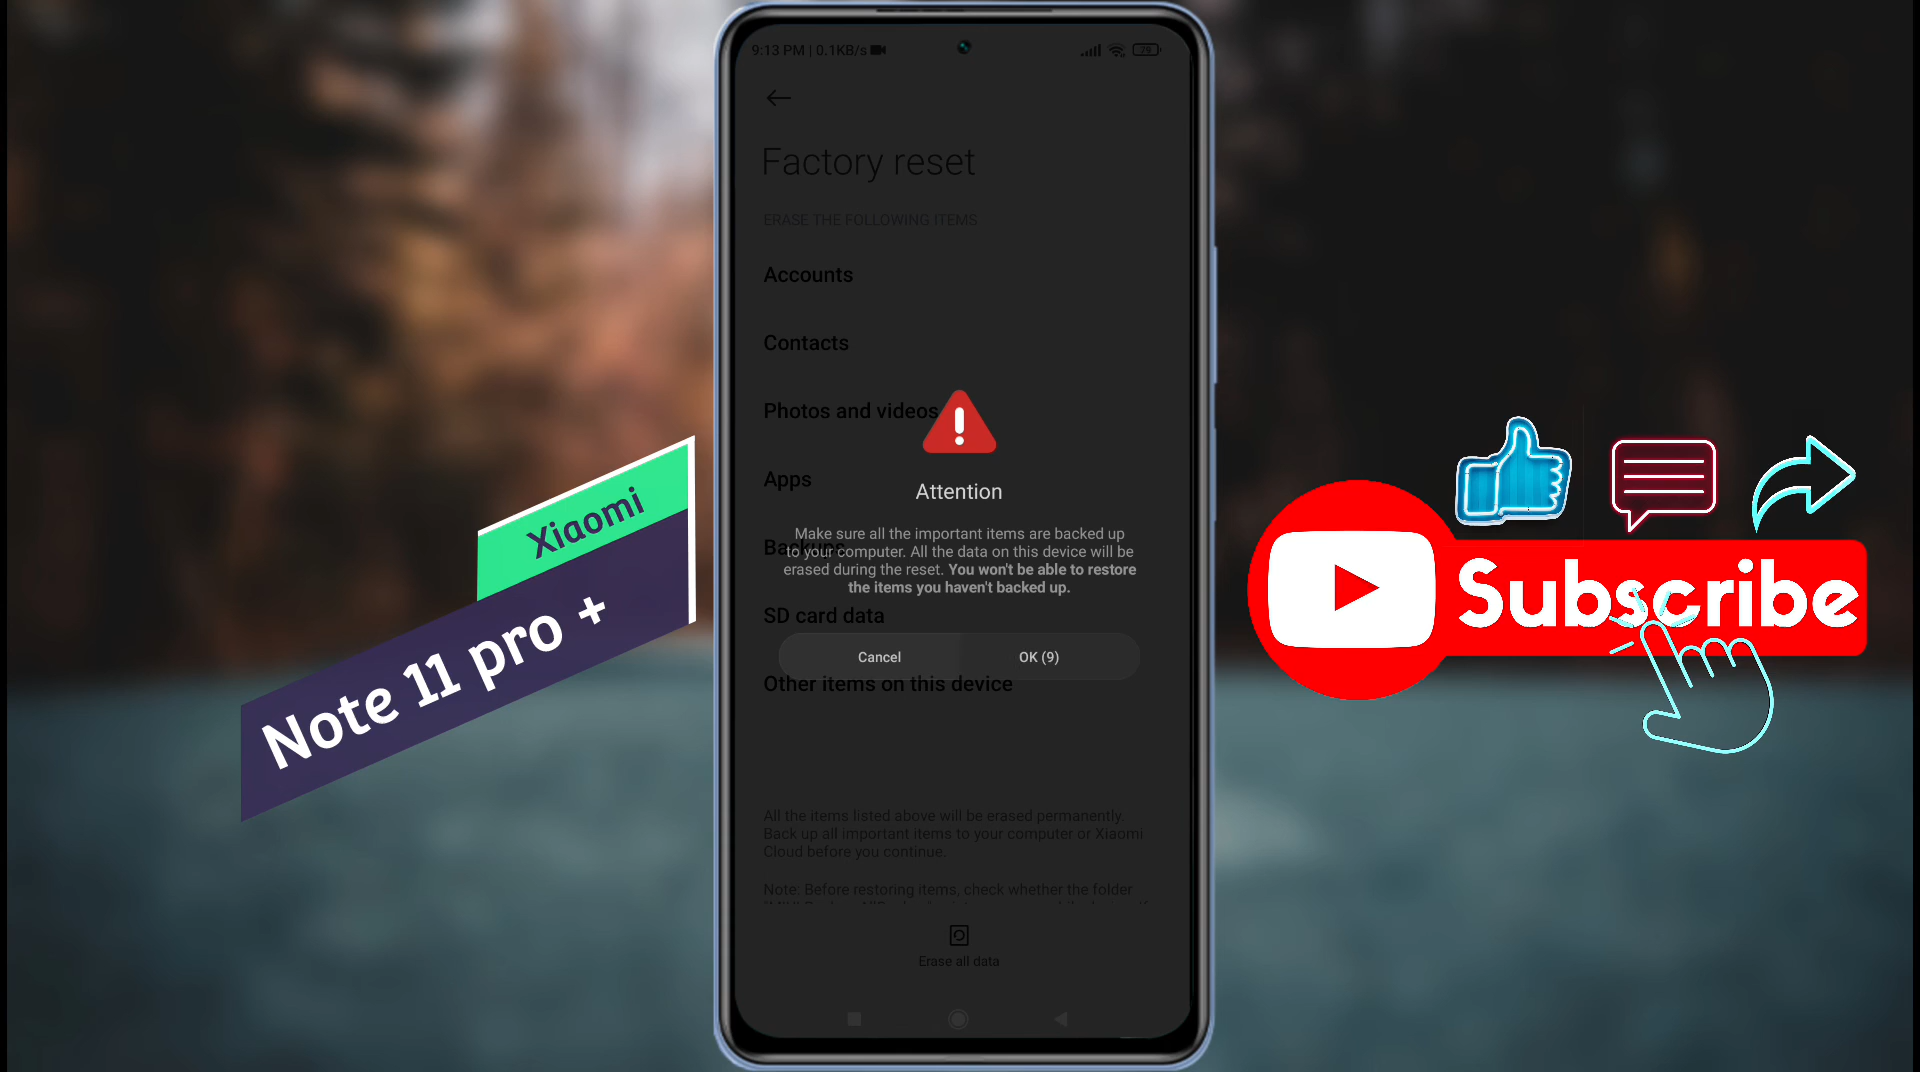 9:13 PM | 0.1KB/s
29
Factory reset
ERASE THE FOLLOWING ITEMS
Accounts
Contacts
Photos and videos
Apps
Attention
Make sure all the important items are backed up
to your computer. All the data on this device will be
erased during the reset. You won't be able to restore
the items you haven't backed up.
Backups
SD card data
Cancel
OK (9)
Other items on this device
All the items listed above will be erased permanently.
Back up all important items to your computer or Xiaomi
Cloud before you continue.
Note: Before restoring items, check whether the folder
Erase all data
Xiaomi
Note 11 pro +
Subscribe